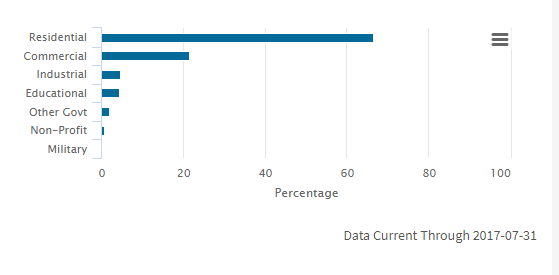 Residential
Commercial
Industrial
Educational
Other Govt
Non-Profit
Military
0 20 40 60 80 100
Percentage
Data Current Through 2017-07-31